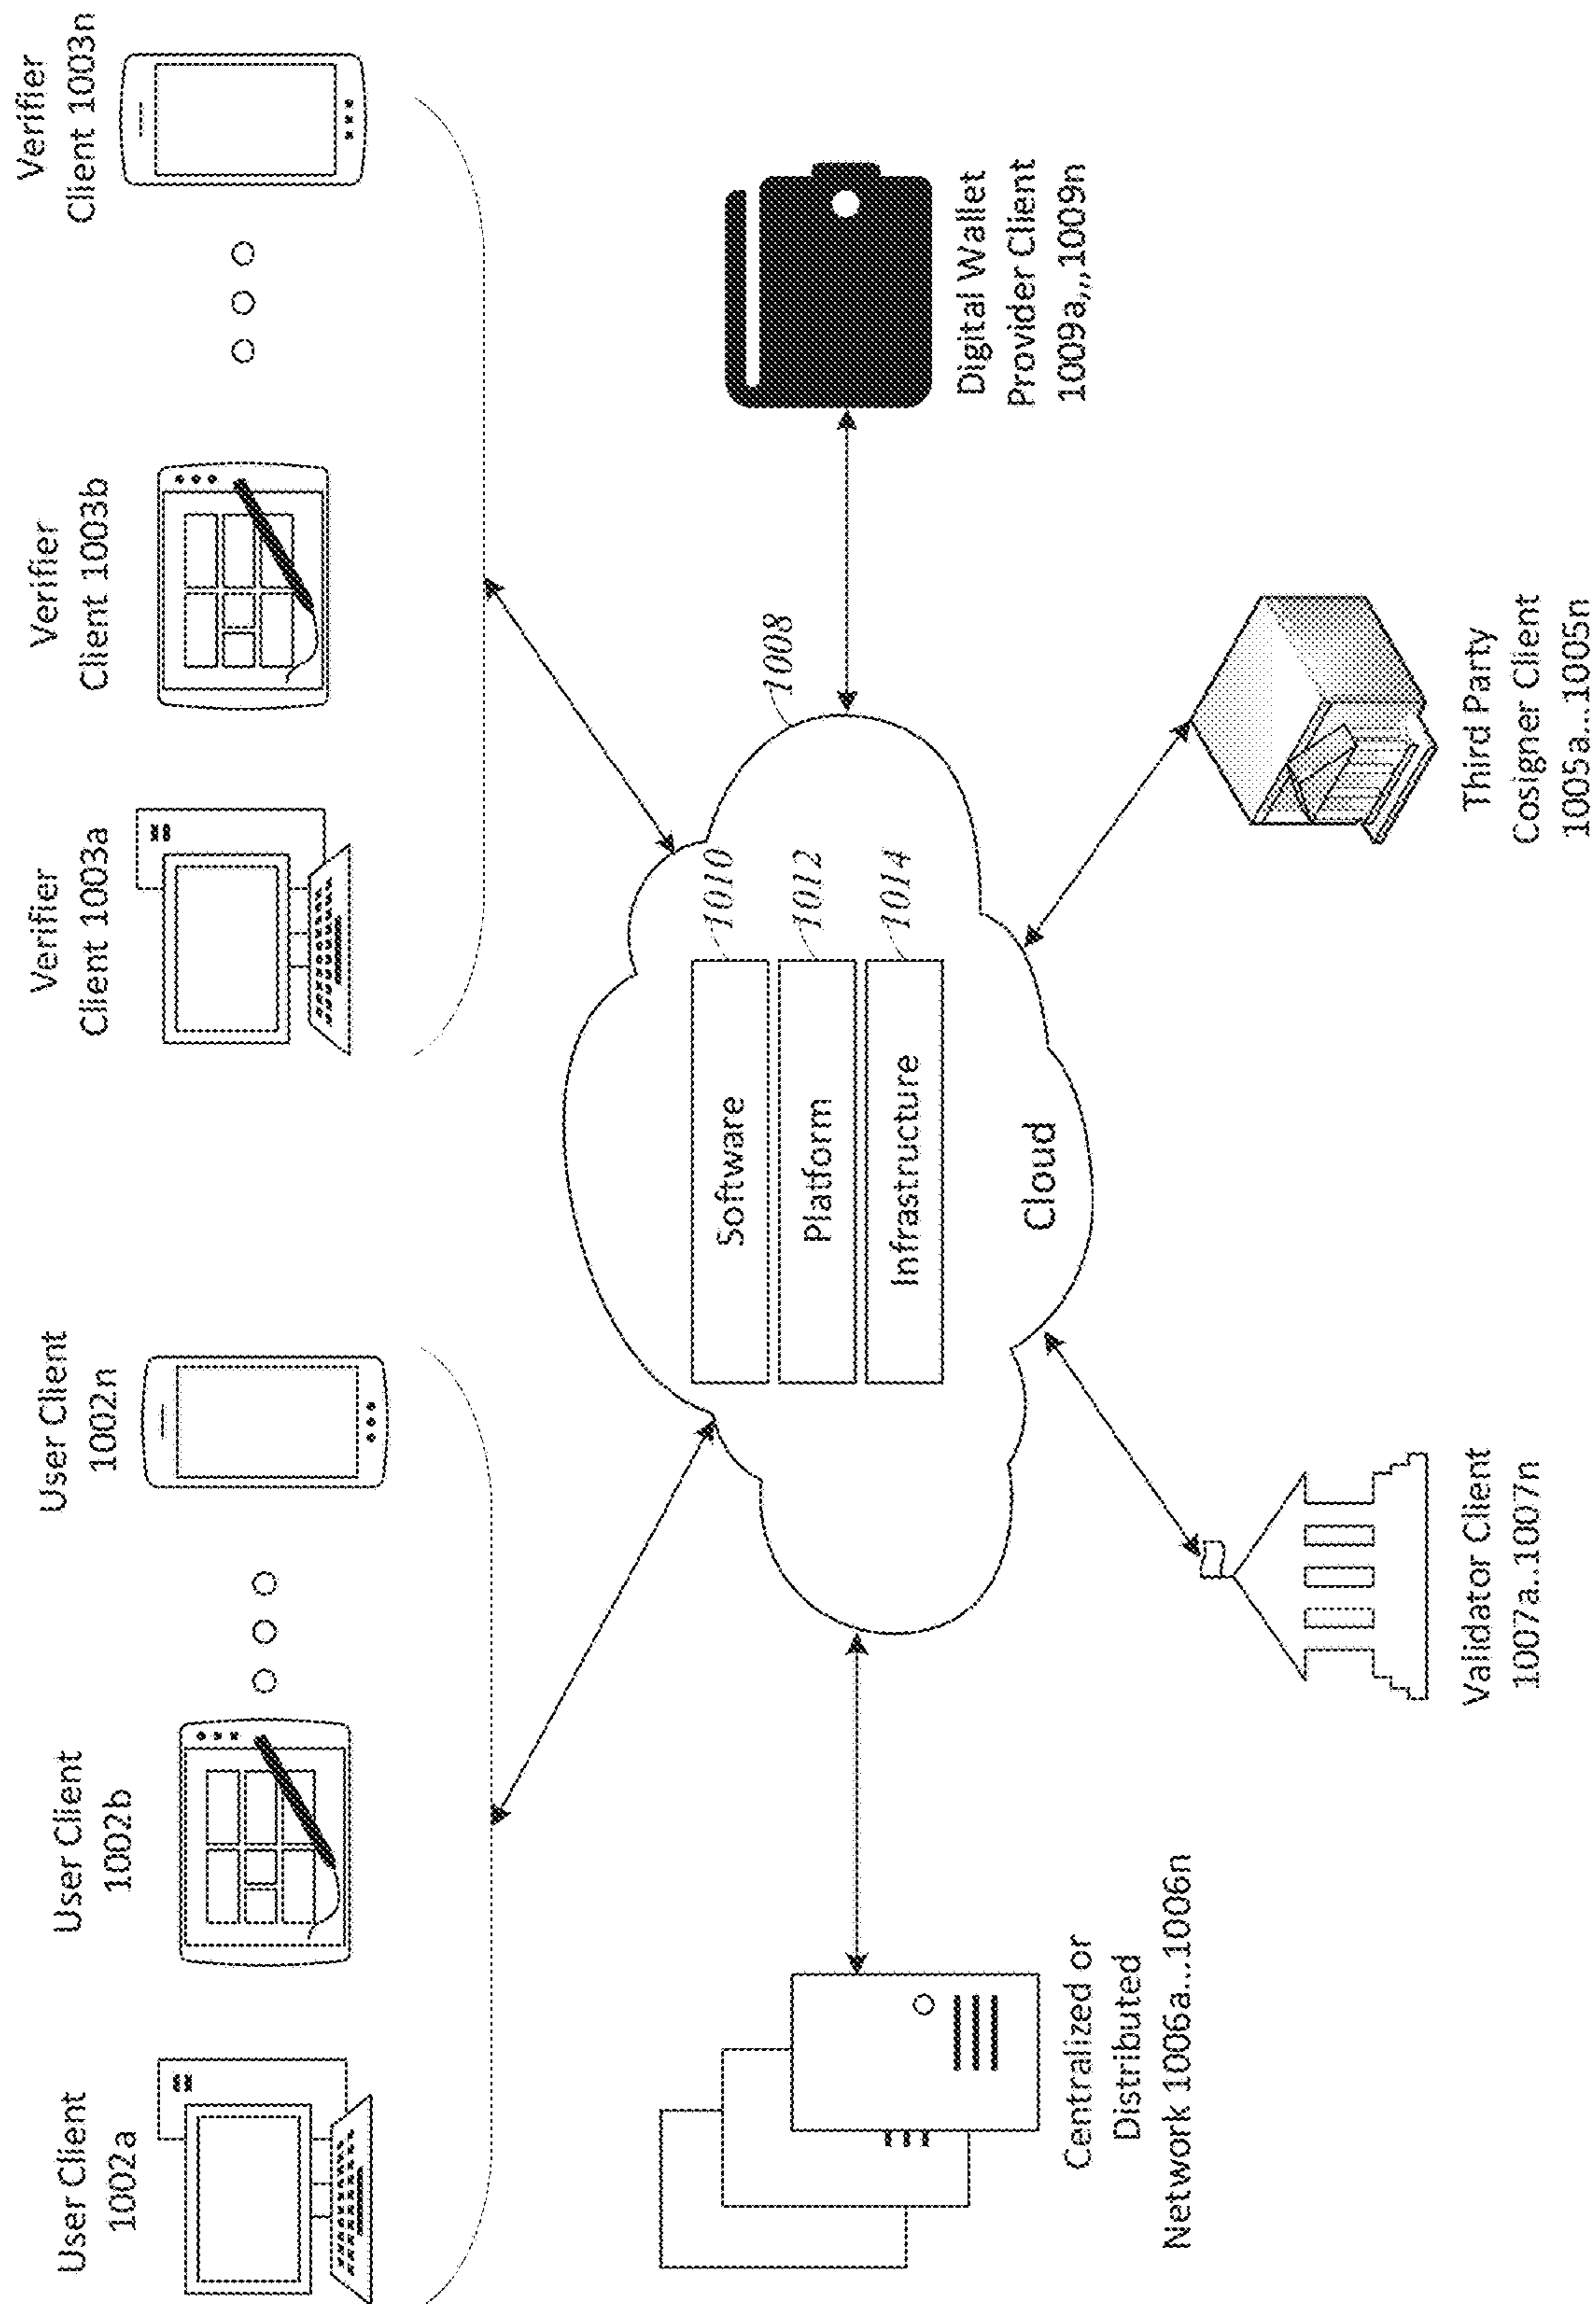 User Client
1002a
User Client
1002b
User Client
1002n
Verifier
Client 1003a
Verifier
Client 1003b
Verifier
Client 1003n
1008
Software
1010
Platform
1012
Infrastructure
1014
Cloud
Centralized or
Distributed
Network 1006a...1006n
Validator Client
1007a..1007n
Third Party
Cosigner Client
1005a...1005n
Digital Wallet
Provider Client
1009a,,,1009n